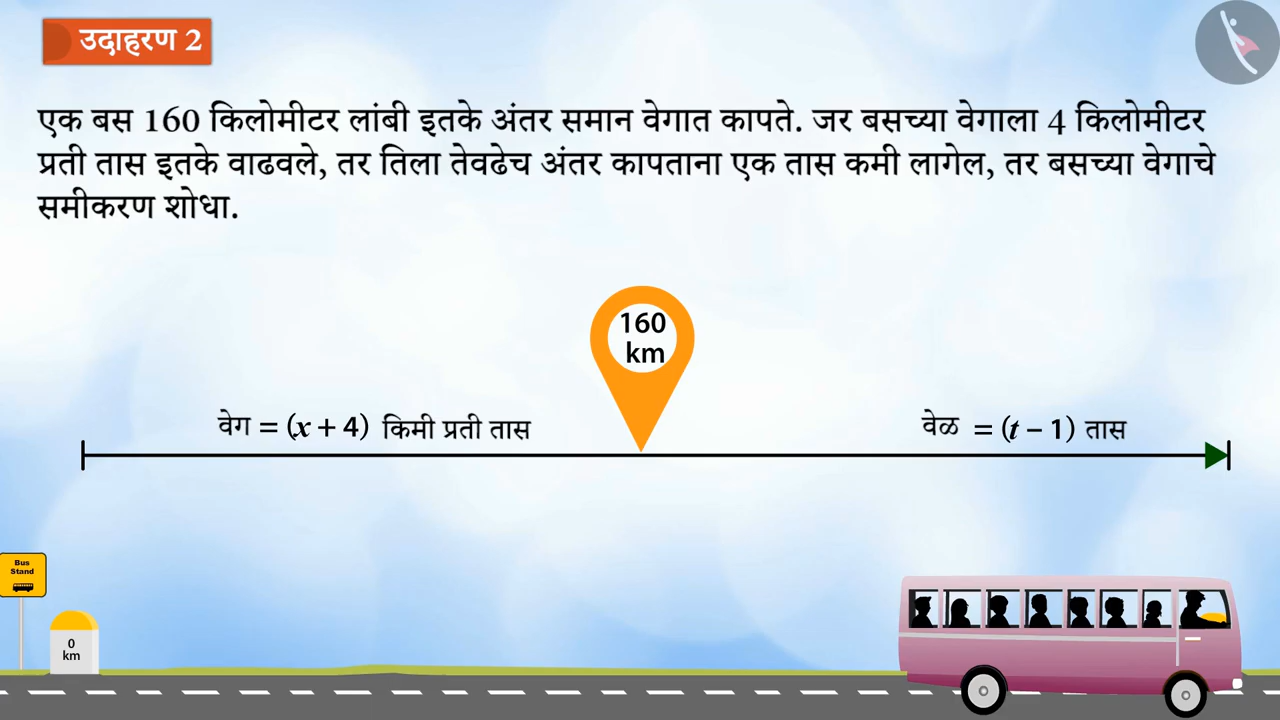 उदाहरण 2
एक बस 160 किलोमीटर लांबी इतके अंतर समान वेगात कापते. जर बसच्या वेगाला 4 किलोमीटर
प्रती तास इतके वाढवले, तर तिला तेवढेच अंतर कापताना एक तास कमी लागेल, तर बसच्या वेगाचे
समीकरण शोधा.
160
km
वेग = (x + 4) किमी प्रती तास
वेळ = (t − 1) तास
Bus
Stand
0
km